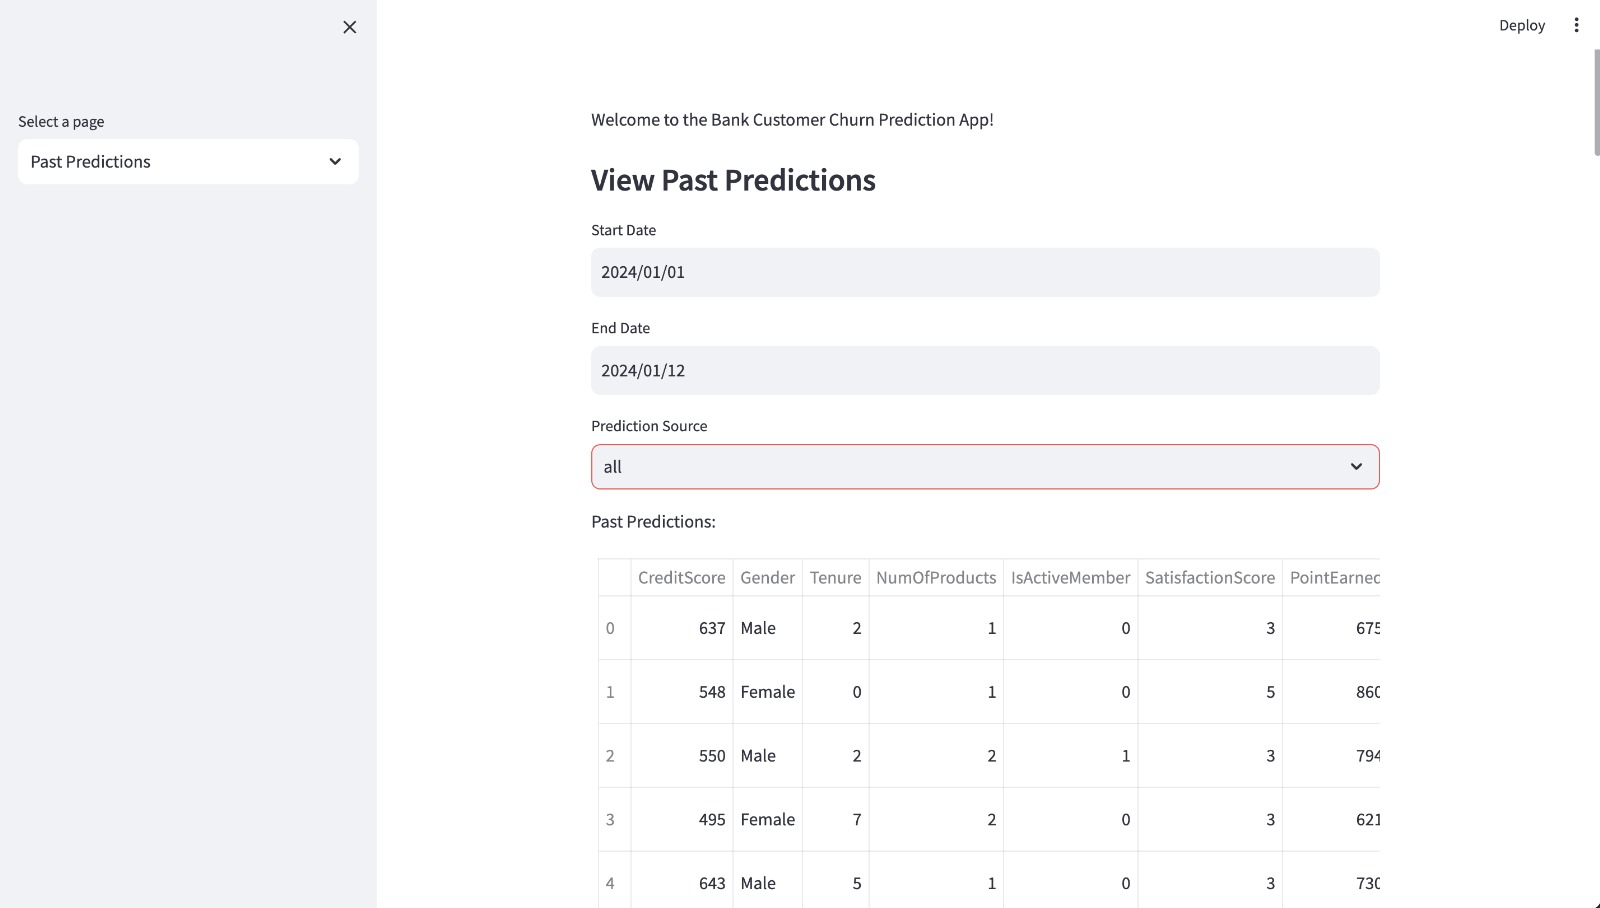 Deploy
Select a page
Past Predictions
Welcome to the Bank Customer Churn Prediction App!
View Past Predictions
Start Date
2024/01/01
End Date
2024/01/12
Prediction Source
all
Past Predictions:
CreditScore Gender Tenure NumOfProducts IsActiveMember SatisfactionScore PointEarned
0 637 Male 2 1 0 3 675
1 548 Female 0 1 0 5 860
2 550 Male 2 2 1 3 794
3 495 Female 7 2 0 3 621
4 643 Male 5 1 0 3 730